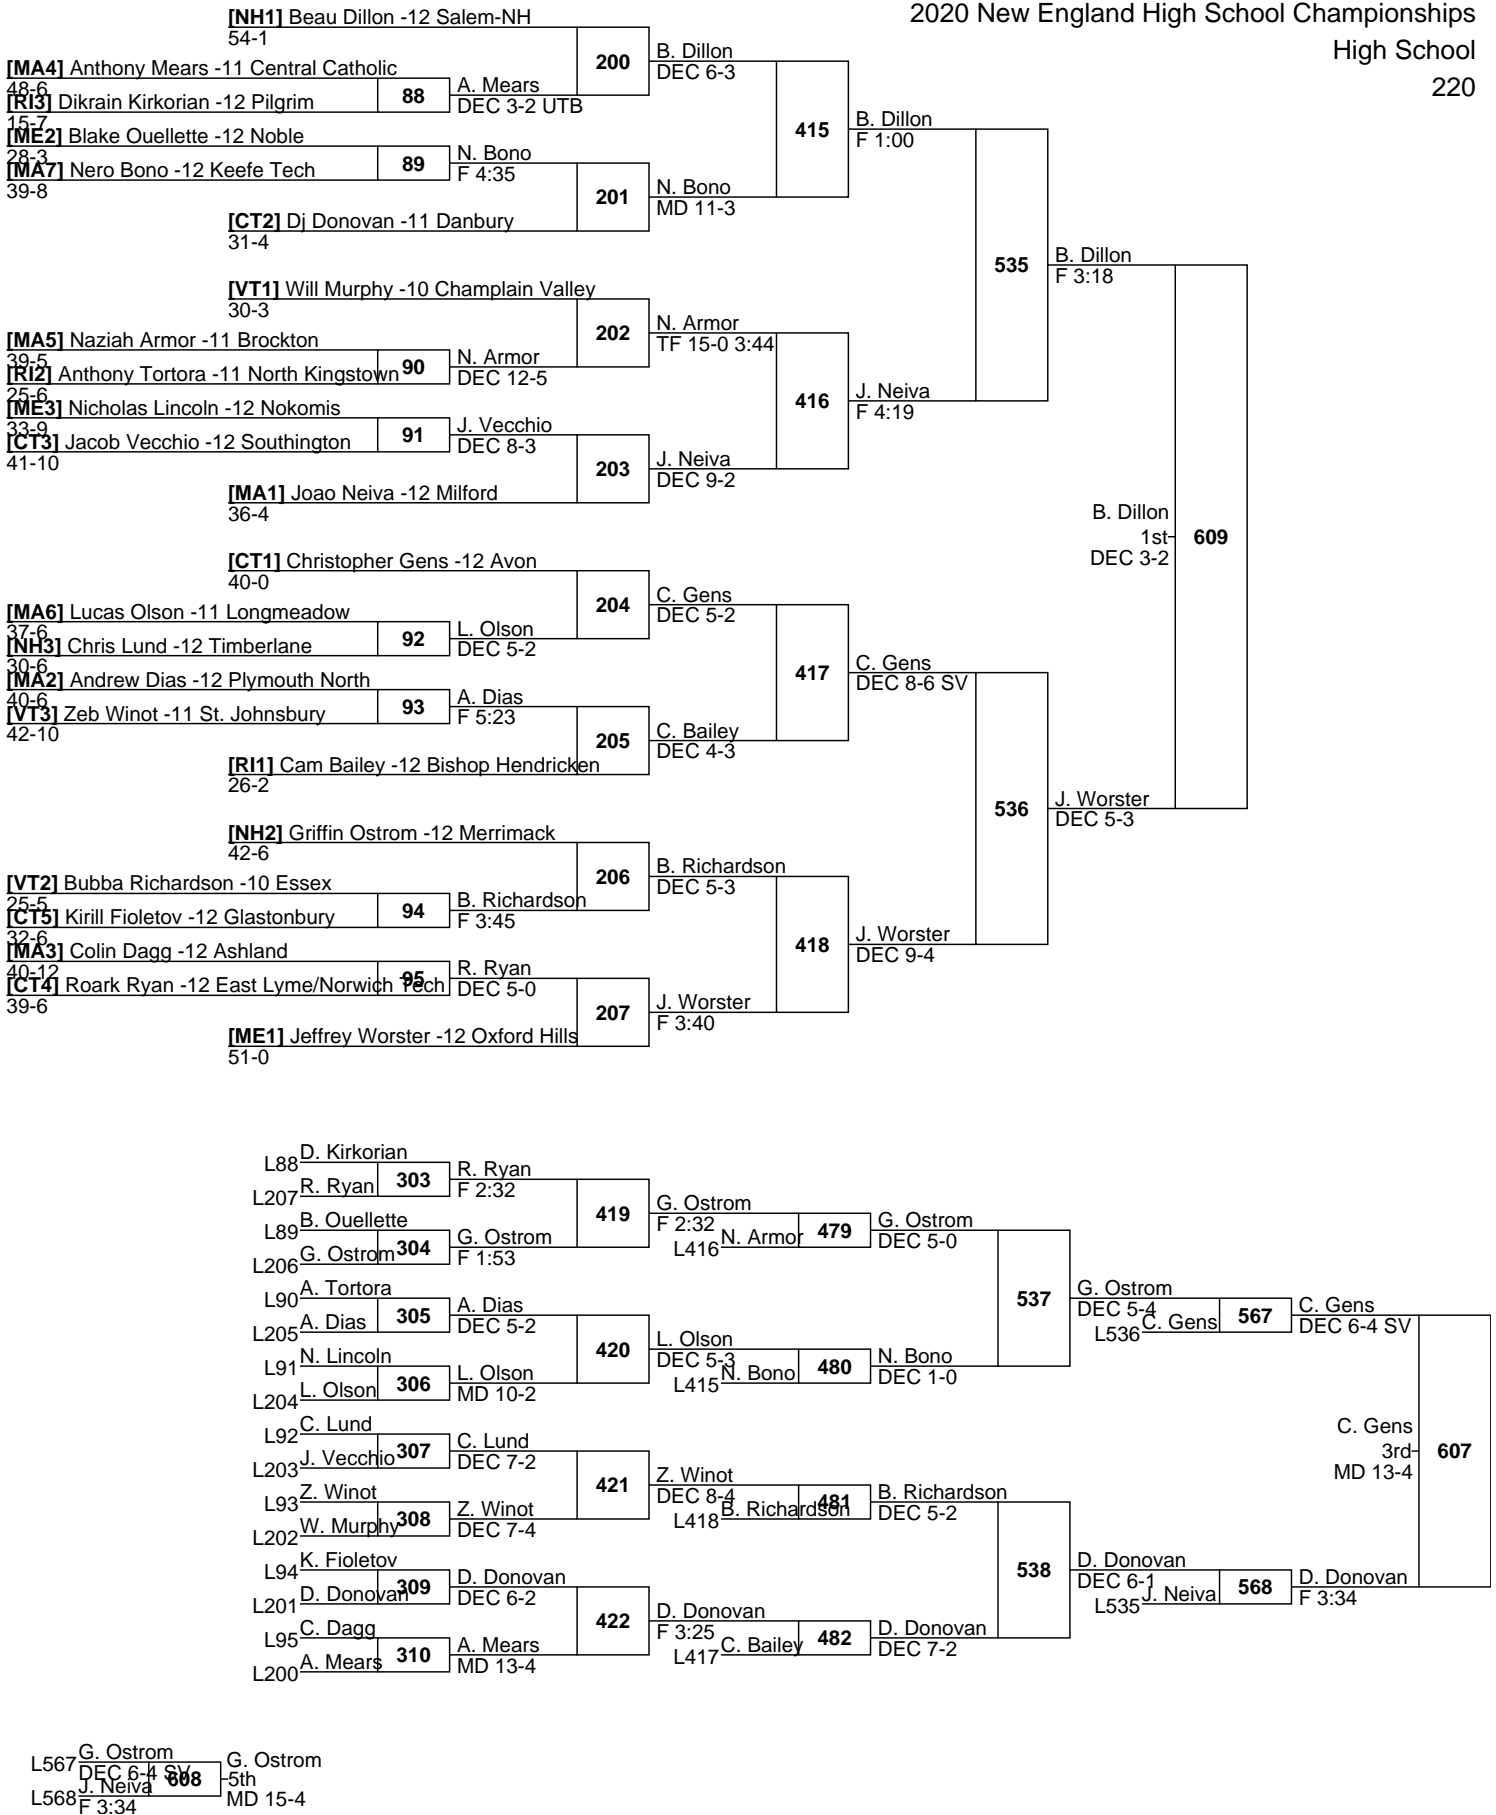 2020 New England High School Championships
High School
220
[NH1] Beau Dillon -12 Salem-NH
54-1
[MA4] Anthony Mears -11 Central Catholic
48-6
[RI3] Dikrain Kirkorian -12 Pilgrim
15-7
88
A. Mears
DEC 3-2 UTB
200
B. Dillon
DEC 6-3
[ME2] Blake Ouellette -12 Noble
28-3
[MA7] Nero Bono -12 Keefe Tech
39-8
89
N. Bono
F 4:35
[CT2] Dj Donovan -11 Danbury
31-4
201
N. Bono
MD 11-3
415
B. Dillon
F 1:00
[VT1] Will Murphy -10 Champlain Valley
30-3
[MA5] Naziah Armor -11 Brockton
39-5
[RI2] Anthony Tortora -11 North Kingstown
25-6
90
N. Armor
DEC 12-5
202
N. Armor
TF 15-0 3:44
[ME3] Nicholas Lincoln -12 Nokomis
33-9
[CT3] Jacob Vecchio -12 Southington
41-10
91
J. Vecchio
DEC 8-3
[MA1] Joao Neiva -12 Milford
36-4
203
J. Neiva
DEC 9-2
416
J. Neiva
F 4:19
535
B. Dillon
F 3:18
[CT1] Christopher Gens -12 Avon
40-0
[MA6] Lucas Olson -11 Longmeadow
37-6
[NH3] Chris Lund -12 Timberlane
30-6
92
L. Olson
DEC 5-2
204
C. Gens
DEC 5-2
[MA2] Andrew Dias -12 Plymouth North
40-6
[VT3] Zeb Winot -11 St. Johnsbury
42-10
93
A. Dias
F 5:23
[RI1] Cam Bailey -12 Bishop Hendricken
26-2
205
C. Bailey
DEC 4-3
417
C. Gens
DEC 8-6 SV
[NH2] Griffin Ostrom -12 Merrimack
42-6
[VT2] Bubba Richardson -10 Essex
25-5
[CT5] Kirill Fioletov -12 Glastonbury
32-6
94
B. Richardson
F 3:45
206
B. Richardson
DEC 5-3
[MA3] Colin Dagg -12 Ashland
40-12
[CT4] Roark Ryan -12 East Lyme/Norwich Tech
39-6
95
R. Ryan
DEC 5-0
[ME1] Jeffrey Worster -12 Oxford Hills
51-0
207
J. Worster
F 3:40
418
J. Worster
DEC 9-4
536
J. Worster
DEC 5-3
B. Dillon
1st
DEC 3-2
609
L88 D. Kirkorian
L207 R. Ryan
303
R. Ryan
F 2:32
L89 B. Ouellette
L206 G. Ostrom
304
G. Ostrom
F 1:53
419
G. Ostrom
F 2:32
L416 N. Armor
479
G. Ostrom
DEC 5-0
L90 A. Tortora
L205 A. Dias
305
A. Dias
DEC 5-2
L91 N. Lincoln
L204 L. Olson
306
L. Olson
MD 10-2
420
L. Olson
DEC 5-3
L415 N. Bono
480
N. Bono
DEC 1-0
537
G. Ostrom
DEC 5-4
L536 C. Gens
567
C. Gens
DEC 6-4 SV
L92 C. Lund
L203 J. Vecchio
307
C. Lund
DEC 7-2
L93 Z. Winot
L202 W. Murphy
308
Z. Winot
DEC 7-4
421
Z. Winot
DEC 8-4
L418 B. Richardson
481
B. Richardson
DEC 5-2
L94 K. Fioletov
L201 D. Donovan
309
D. Donovan
DEC 6-2
L95 C. Dagg
L200 A. Mears
310
A. Mears
MD 13-4
422
D. Donovan
F 3:25
L417 C. Bailey
482
D. Donovan
DEC 7-2
538
D. Donovan
DEC 6-1
L535 J. Neiva
568
D. Donovan
F 3:34
C. Gens
3rd
MD 13-4
607
L567 G. Ostrom
DEC 6-4 SV
L568 J. Neiva
F 3:34
608
G. Ostrom
5th
MD 15-4